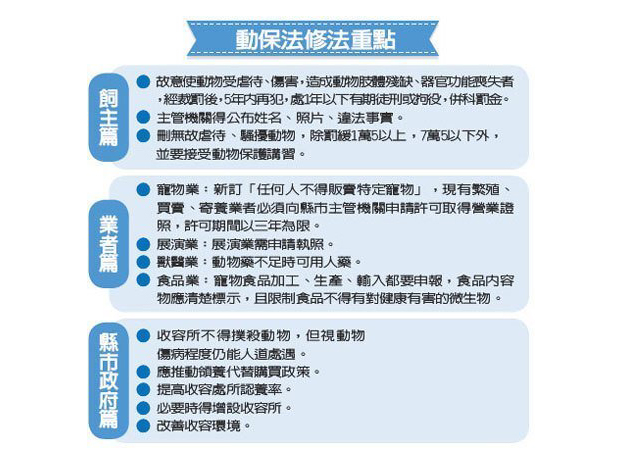 動保法修法重點
飼主篇
故意使動物受虐待、傷害，造成動物肢體殘缺、器官功能喪失者
，經裁罰後，5年內再犯，處1年以下有期徒刑或拘役，併科罰金。
主管機關得公布姓名、照片、違法事實。
刪無故虐待、騷擾動物，除罰緩1萬5以上，7萬5以下外，
並要接受動物保護講習。
業者篇
寵物業：新訂「任何人不得販賣特定寵物」，現有繁殖、
買賣、寄養業者必須向縣市主管機關申請許可取得營業證
照，許可期間以三年為限。
展演業：展演業需申請執照。
獸醫業：動物藥不足時可用人藥。
食品業：寵物食品加工、生產、輸入都要申報，食品內容
物應清楚標示，且限制食品不得有對健康有害的微生物。
縣市政府篇
收容所不得撲殺動物，但視動物
傷病程度仍能人道處遇。
應推動領養代替購買政策。
提高收容處所認養率。
必要時得增設收容所。
改善收容環境。